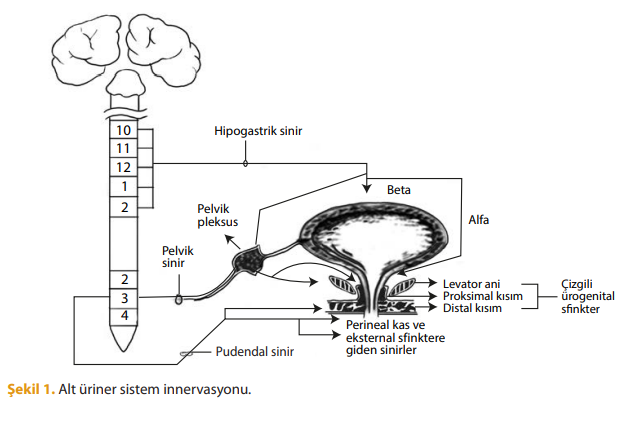 10
11
12
1
2
2
3
4
Hipogastrik sinir
Beta
Alfa
Pelvik
pleksus
Pelvik
sinir
Levator ani
Proksimal kısım
Distal kısım
Çizgili
ürogenital
sfinkter
Perineal kas ve
eksternal sfinktere
giden sinirler
Pudendal sinir
Şekil 1. Alt üriner sistem innervasyonu.